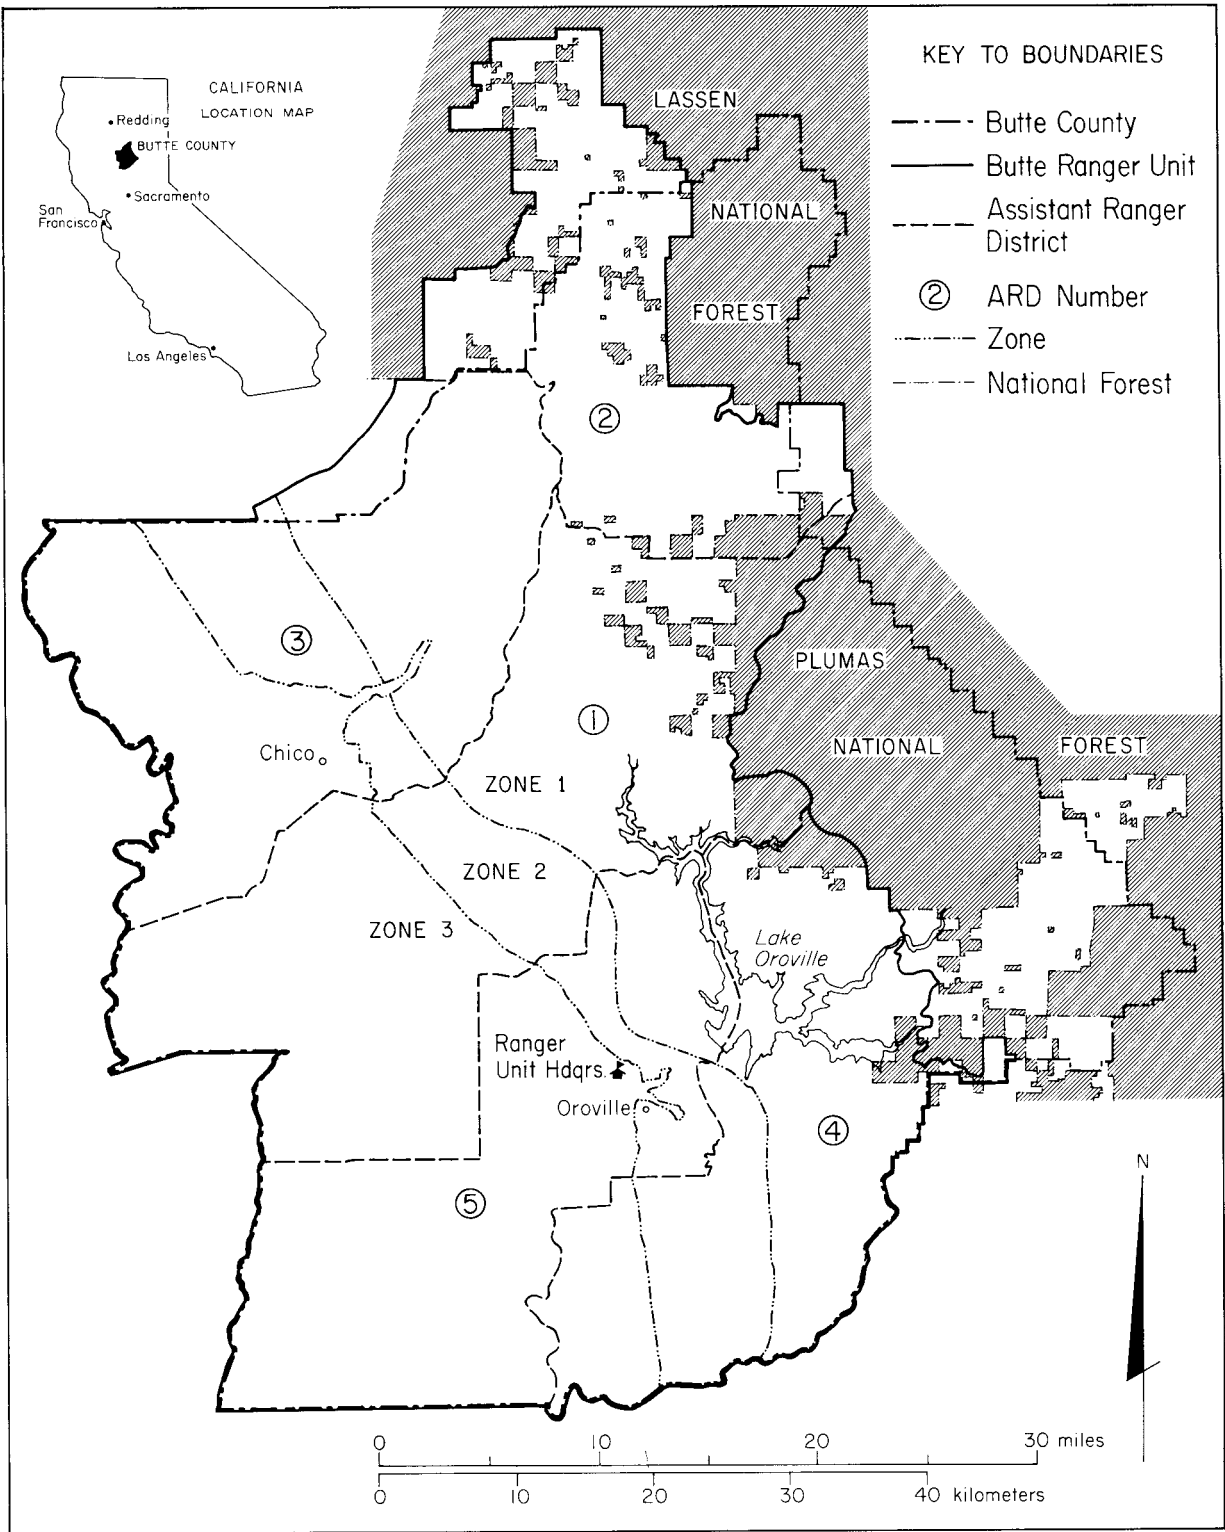 CALIFORNIA
LOCATION MAP
Redding
BUTTE COUNTY
Sacramento
San
Francisco
Los Angeles
KEY TO BOUNDARIES
Butte County
Butte Ranger Unit
Assistant Ranger
District
② ARD Number
Zone
National Forest
LASSEN
NATIONAL
FOREST
②
③
①
PLUMAS
NATIONAL FOREST
Chico
ZONE 1
ZONE 2
ZONE 3
Lake
Oroville
Ranger
Unit Hdqrs.
Oroville
④
⑤
N
0 10 20 30 miles
0 10 20 30 40 kilometers